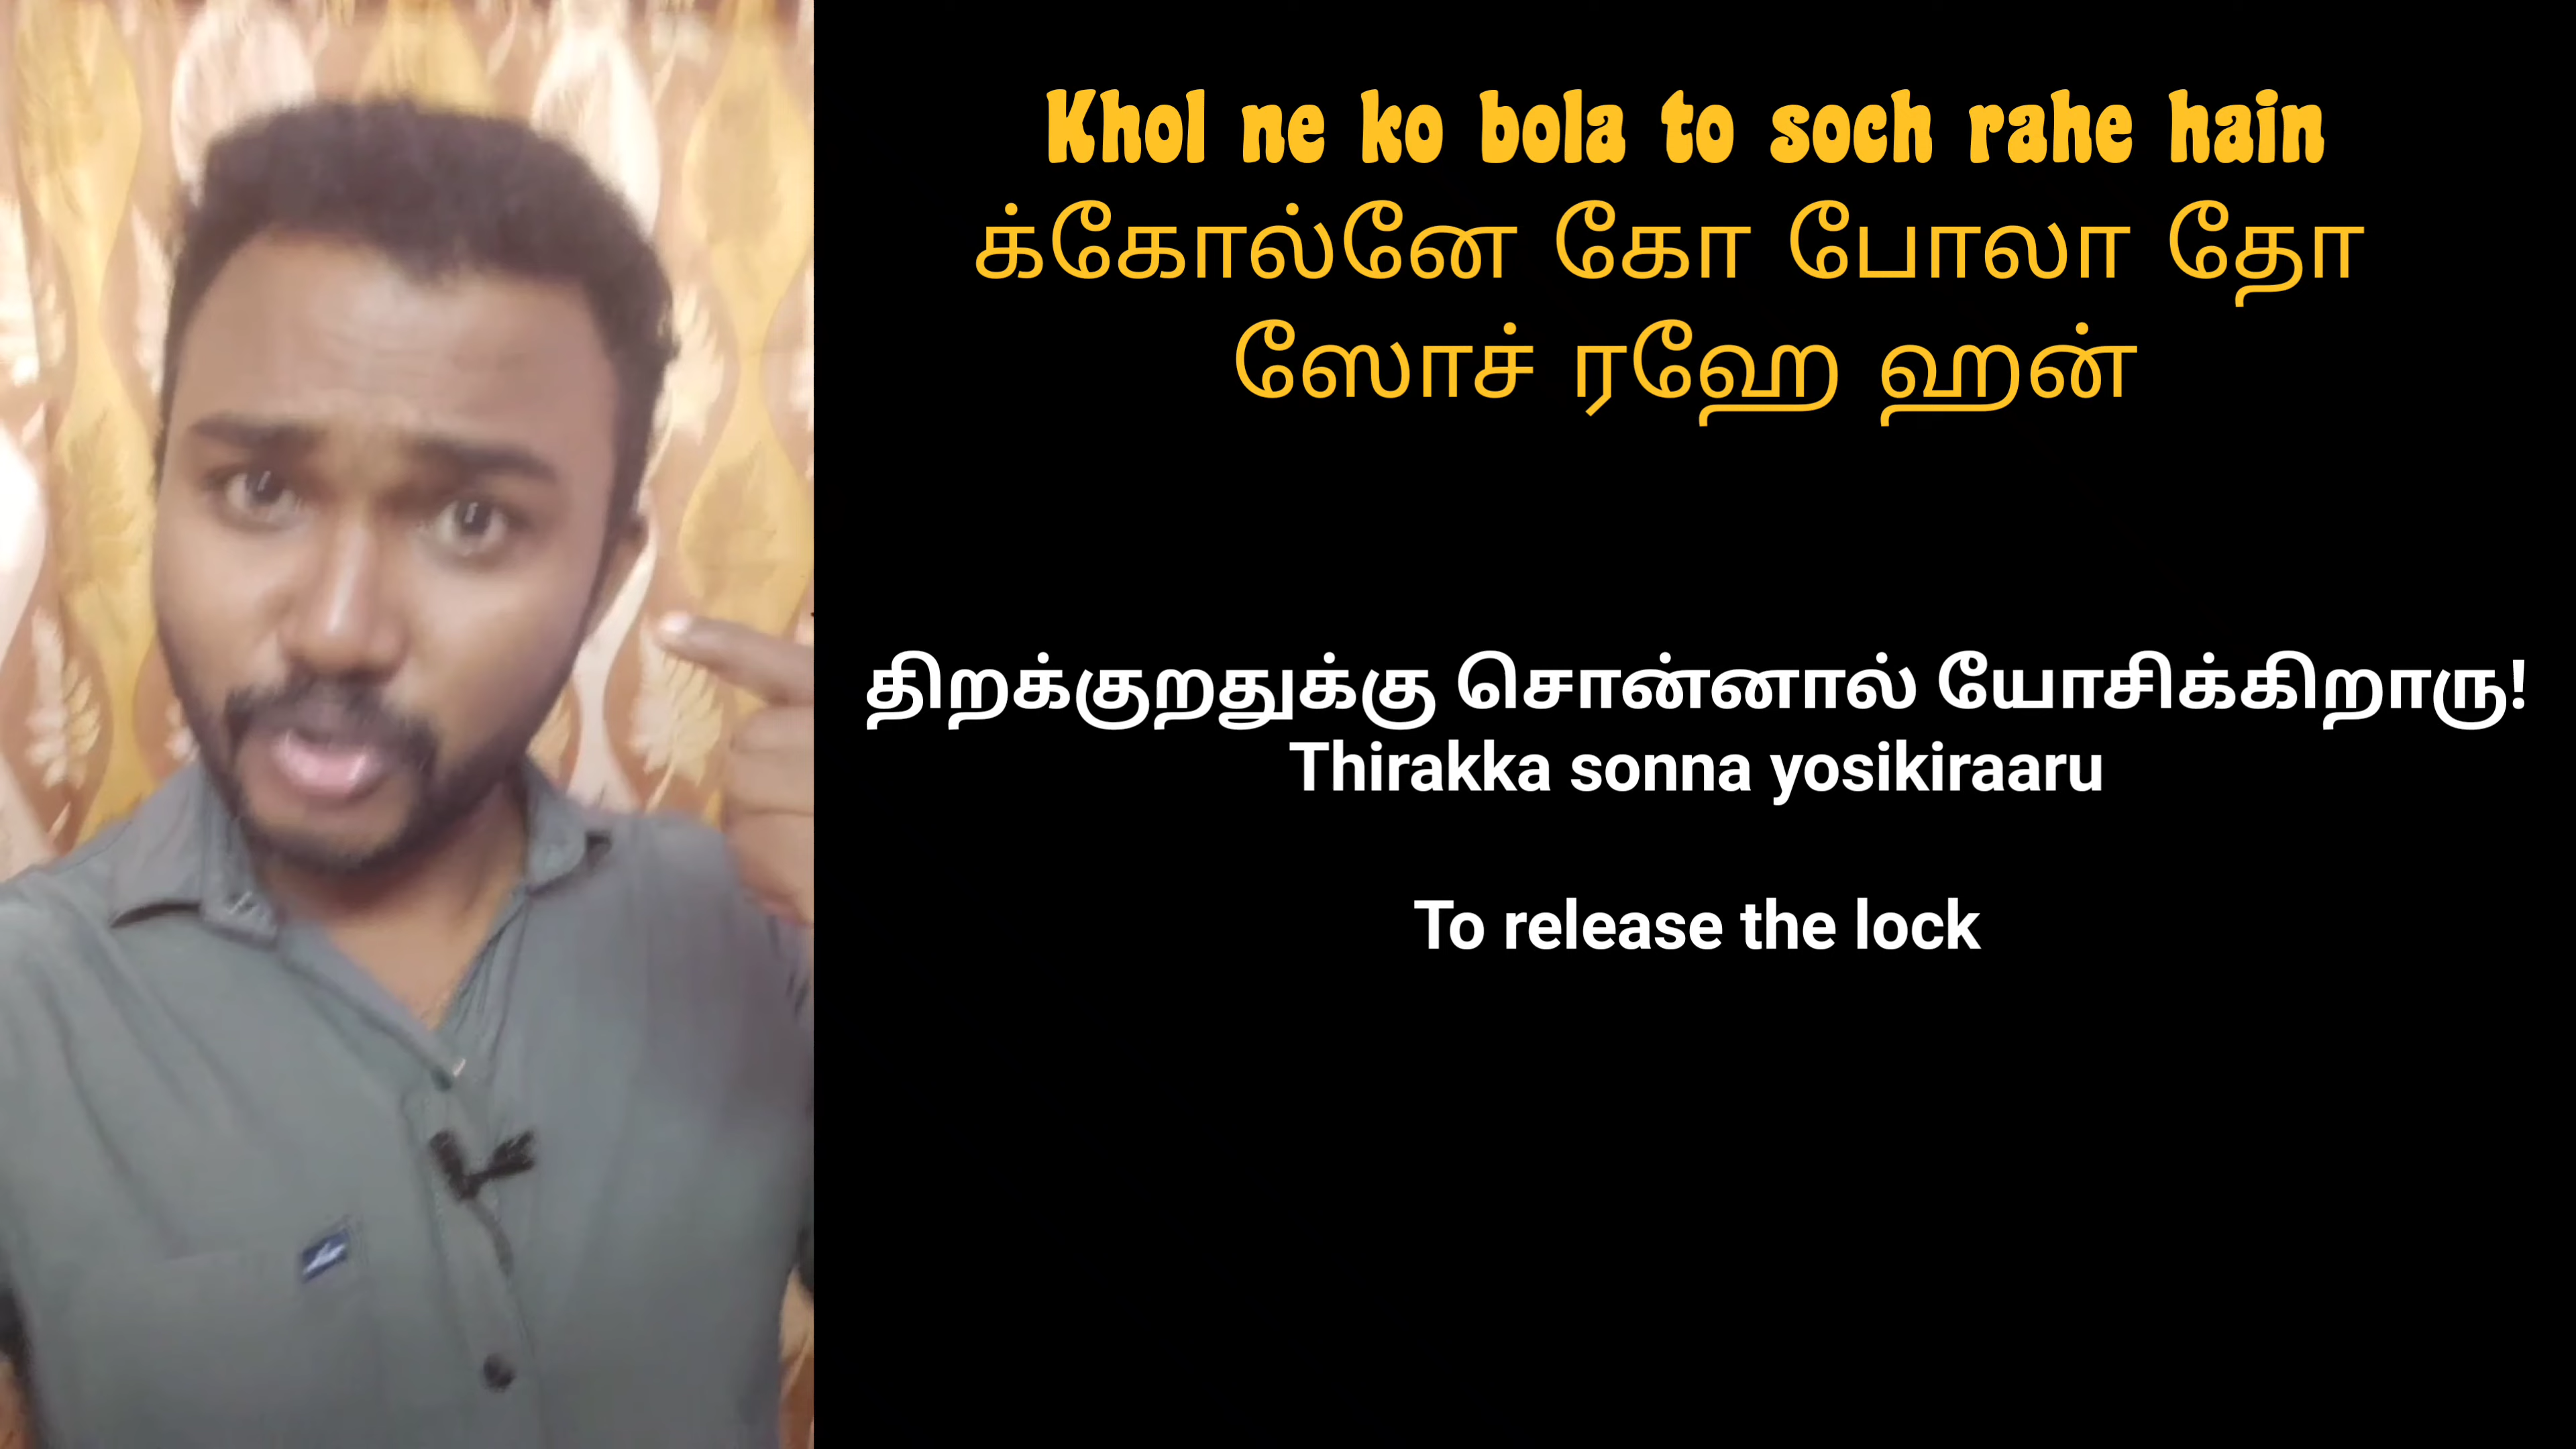 Khol ne ko bola to soch rahe hain
க்கோல்னே கோ போலா தோ
ஸோச் ரஹே ஹன்
திறக்குறதுக்கு சொன்னால் யோசிக்கிறாரு!
Thirakka sonna yosikiraaru
To release the lock